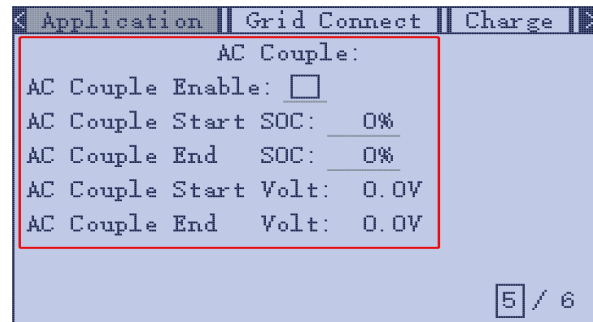 Application Grid Connect Charge
AC Couple:
AC Couple Enable:
AC Couple Start SOC: 0%
AC Couple End SOC: 0%
AC Couple Start Volt: 0.0V
AC Couple End Volt: 0.0V
5 / 6